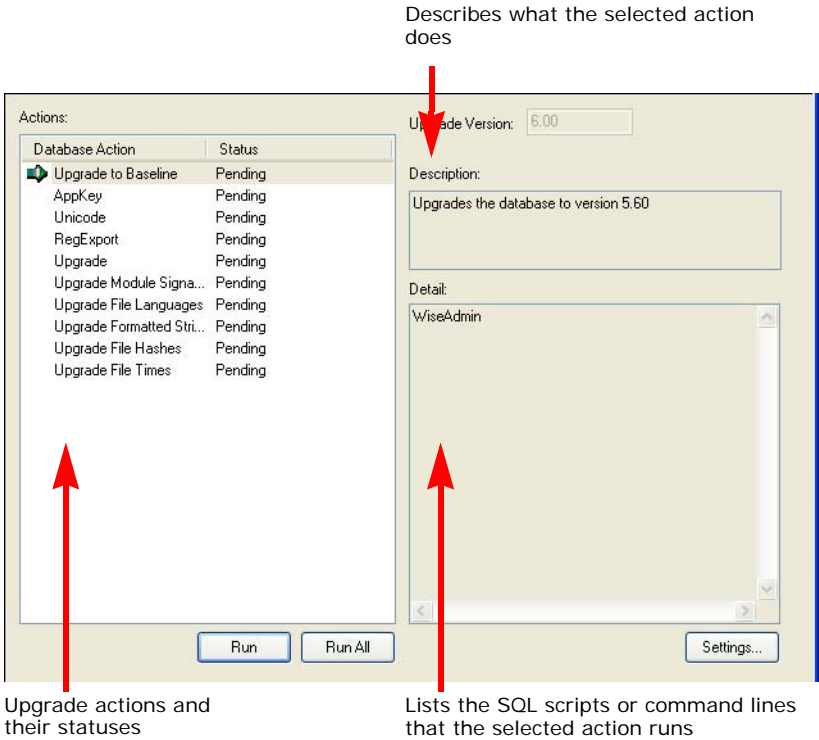 Describes what the selected action
does
Actions:
Database Action Status
Upgrade to Baseline Pending
AppKey Pending
Unicode Pending
RegExport Pending
Upgrade Pending
Upgrade Module Signa... Pending
Upgrade File Languages Pending
Upgrade Formatted Stri... Pending
Upgrade File Hashes Pending
Upgrade File Times Pending
Run Run All
Upgrade Version: 6.00
Description:
Upgrades the database to version 5.60
Detail:
WiseAdmin
Settings...
Upgrade actions and
their statuses
Lists the SQL scripts or command lines
that the selected action runs